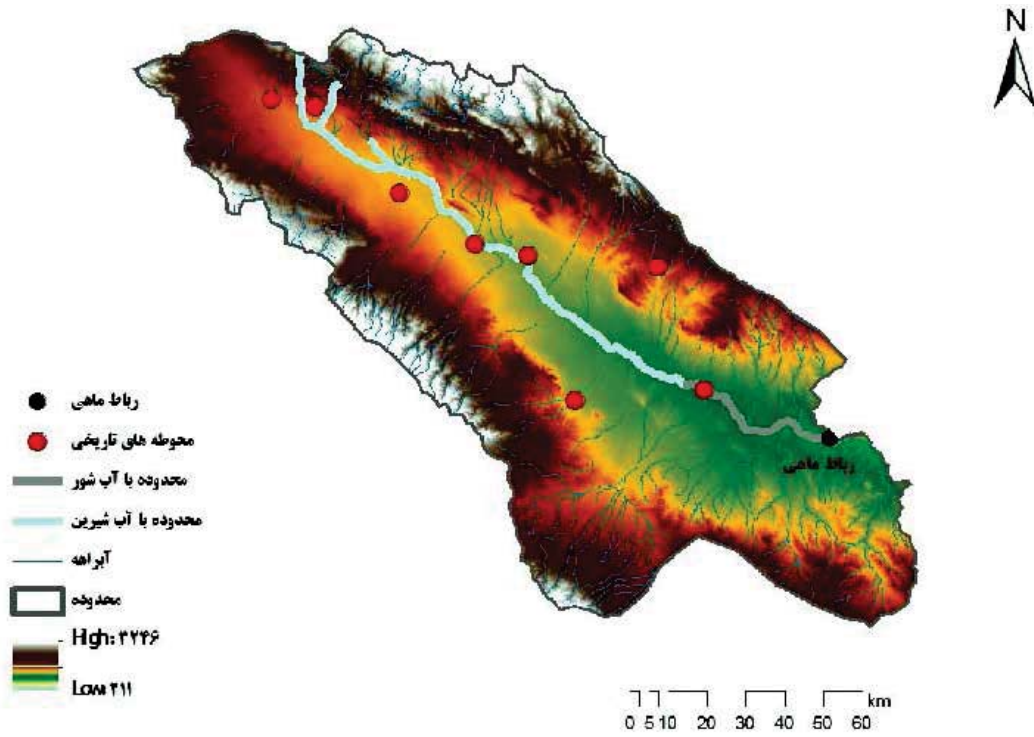 N
رباط ماهی
رباط ماهی
محوطه های تاریخی
محدوده با آب شور
محدوده با آب شیرین
آبراهه
محدوده
High: ۳۲۴۶
Low: ۳۱۱
km
0 5 10 20 30 40 50 60